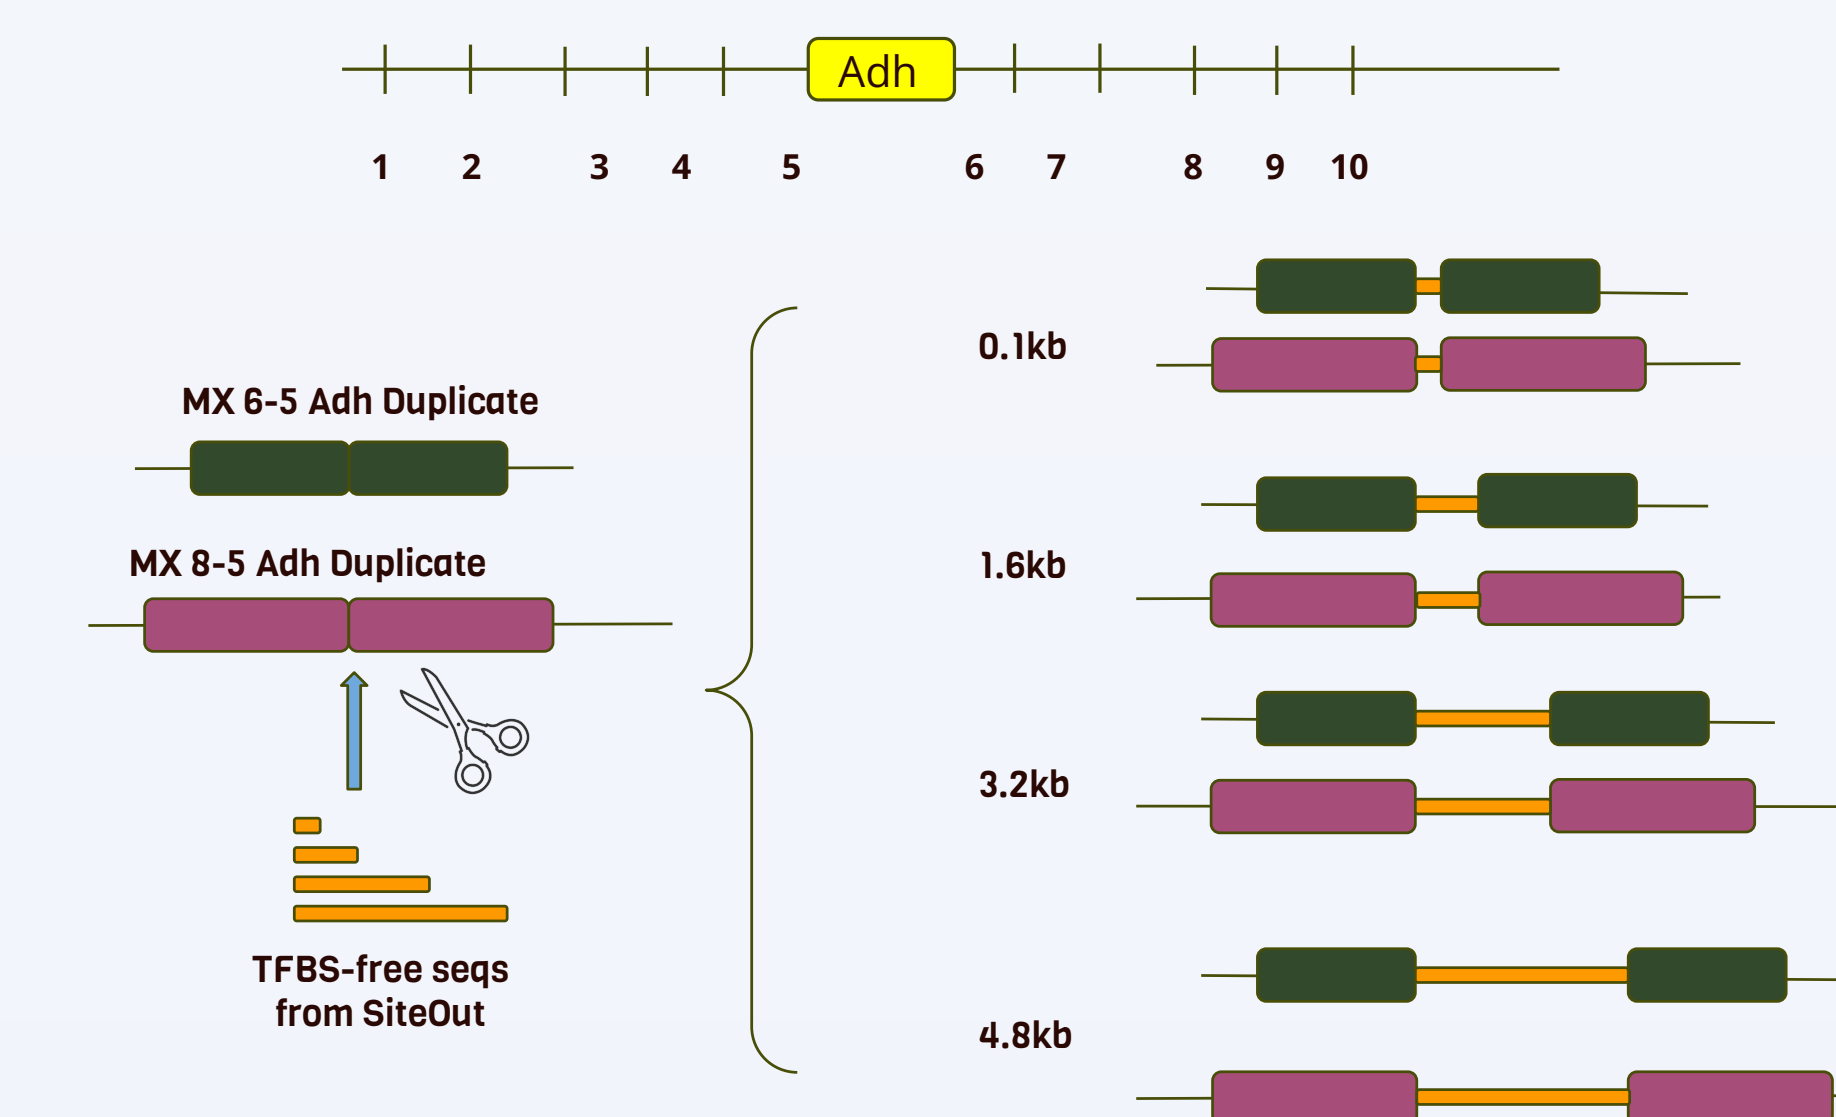 Adh
1 2 3 4 5 6 7 8 9 10
MX 6-5 Adh Duplicate
MX 8-5 Adh Duplicate
TFBS-free seqs
from SiteOut
0.1kb
1.6kb
3.2kb
4.8kb